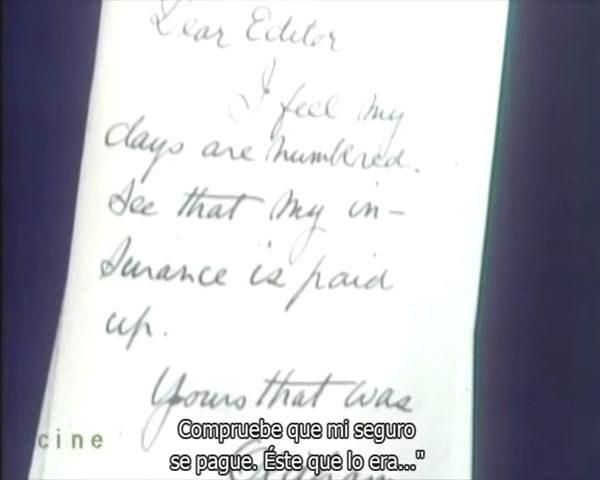 Dear Editor
I feel my
days are numbered.
See that my in-
surance is paid
up.
Yours that was
cine
Compruebe que mi seguro
se pague. Éste que lo era..."